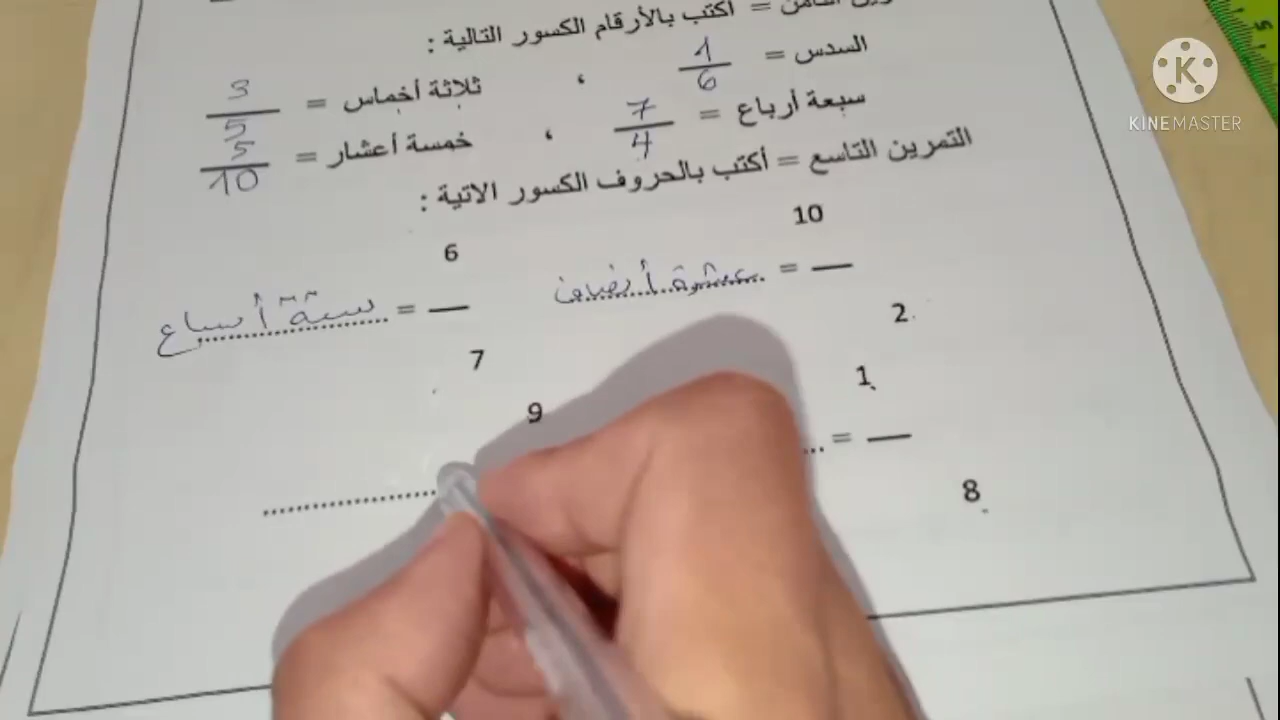 = أكتب بالأرقام الكسور التالية :
السدس = 1/6 ، ثلاثة أخماس = 3/5
سبعة أرباع = 7/4 ، خمسة أعشار = 5/10
التمرين التاسع = أكتب بالحروف الكسور الاتية :
10/2 = عشرة أنصاف
6/7 = ستة أسباع
1/8 = ...
9
................
K
KINEMASTER
5